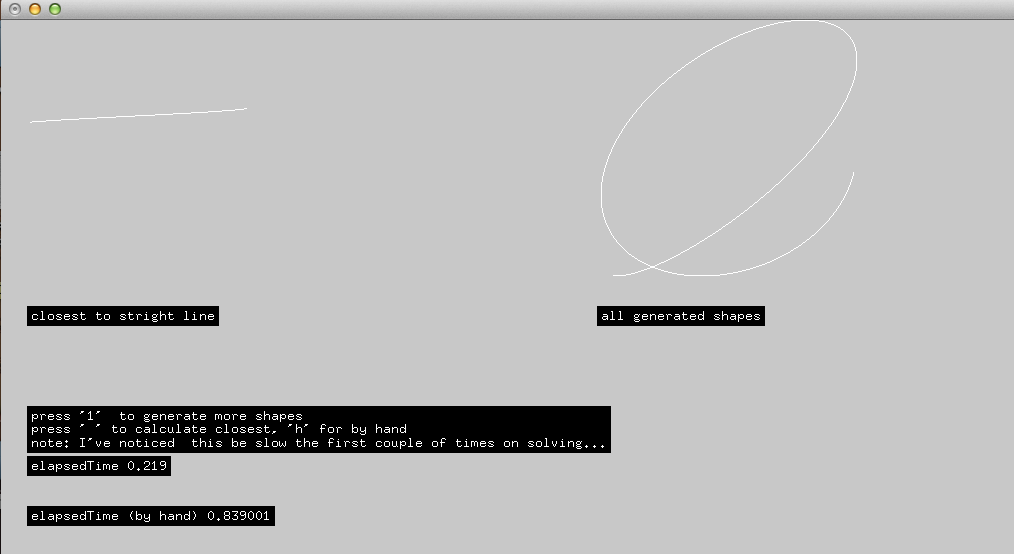 closest to stright line
all generated shapes
press '1'  to generate more shapes
press ' ' to calculate closest, 'h' for by hand
note: I've noticed  this be slow the first couple of times on solving...
elapsedTime 0.219
elapsedTime (by hand) 0.839001